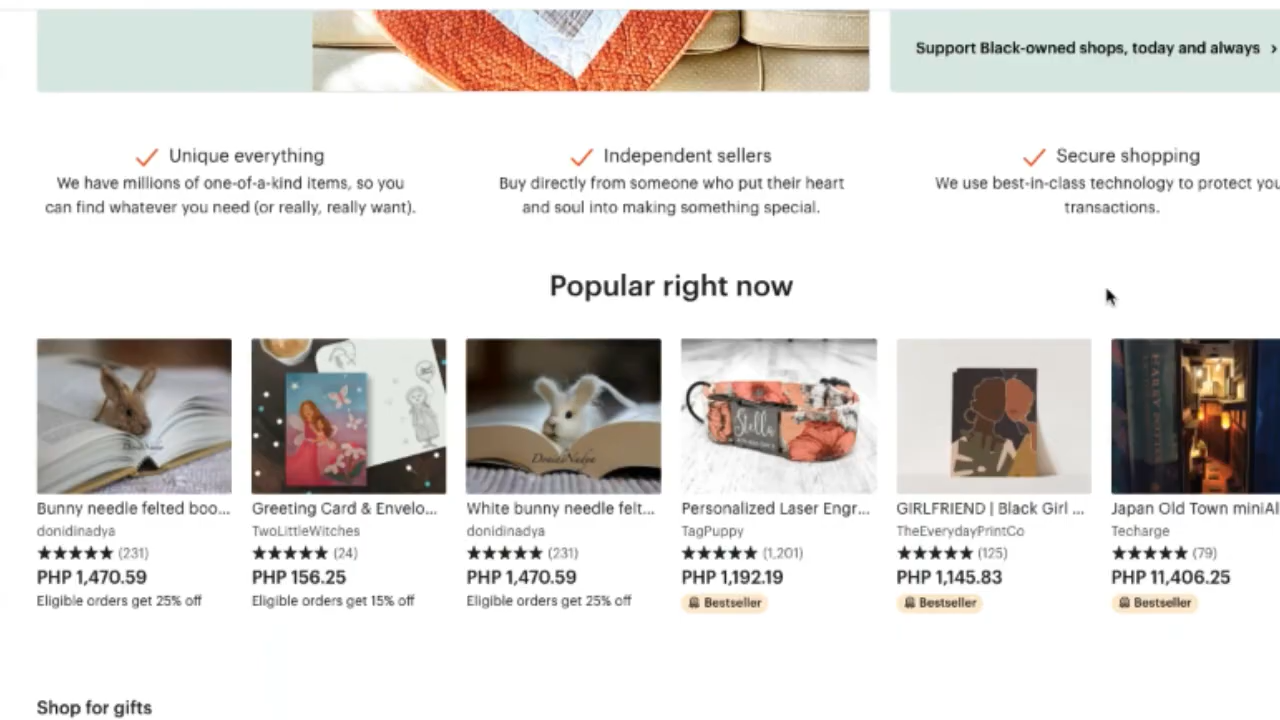 Support Black-owned shops, today and always
Unique everything
We have millions of one-of-a-kind items, so you
can find whatever you need (or really, really want).
Independent sellers
Buy directly from someone who put their heart
and soul into making something special.
Secure shopping
We use best-in-class technology to protect you
transactions.
Popular right now
Stella
DonidiNadya
HARRY POTTER
Bunny needle felted boo...
donidinadya
(231)
PHP 1,470.59
Eligible orders get 25% off
Greeting Card & Envelo...
TwoLittleWitches
(24)
PHP 156.25
Eligible orders get 15% off
White bunny needle felt...
donidinadya
(231)
PHP 1,470.59
Eligible orders get 25% off
Personalized Laser Engr...
TagPuppy
(1,201)
PHP 1,192.19
Bestseller
GIRLFRIEND | Black Girl ...
TheEverydayPrintCo
(125)
PHP 1,145.83
Bestseller
Japan Old Town miniAl
Techarge
(79)
PHP 11,406.25
Bestseller
Shop for gifts